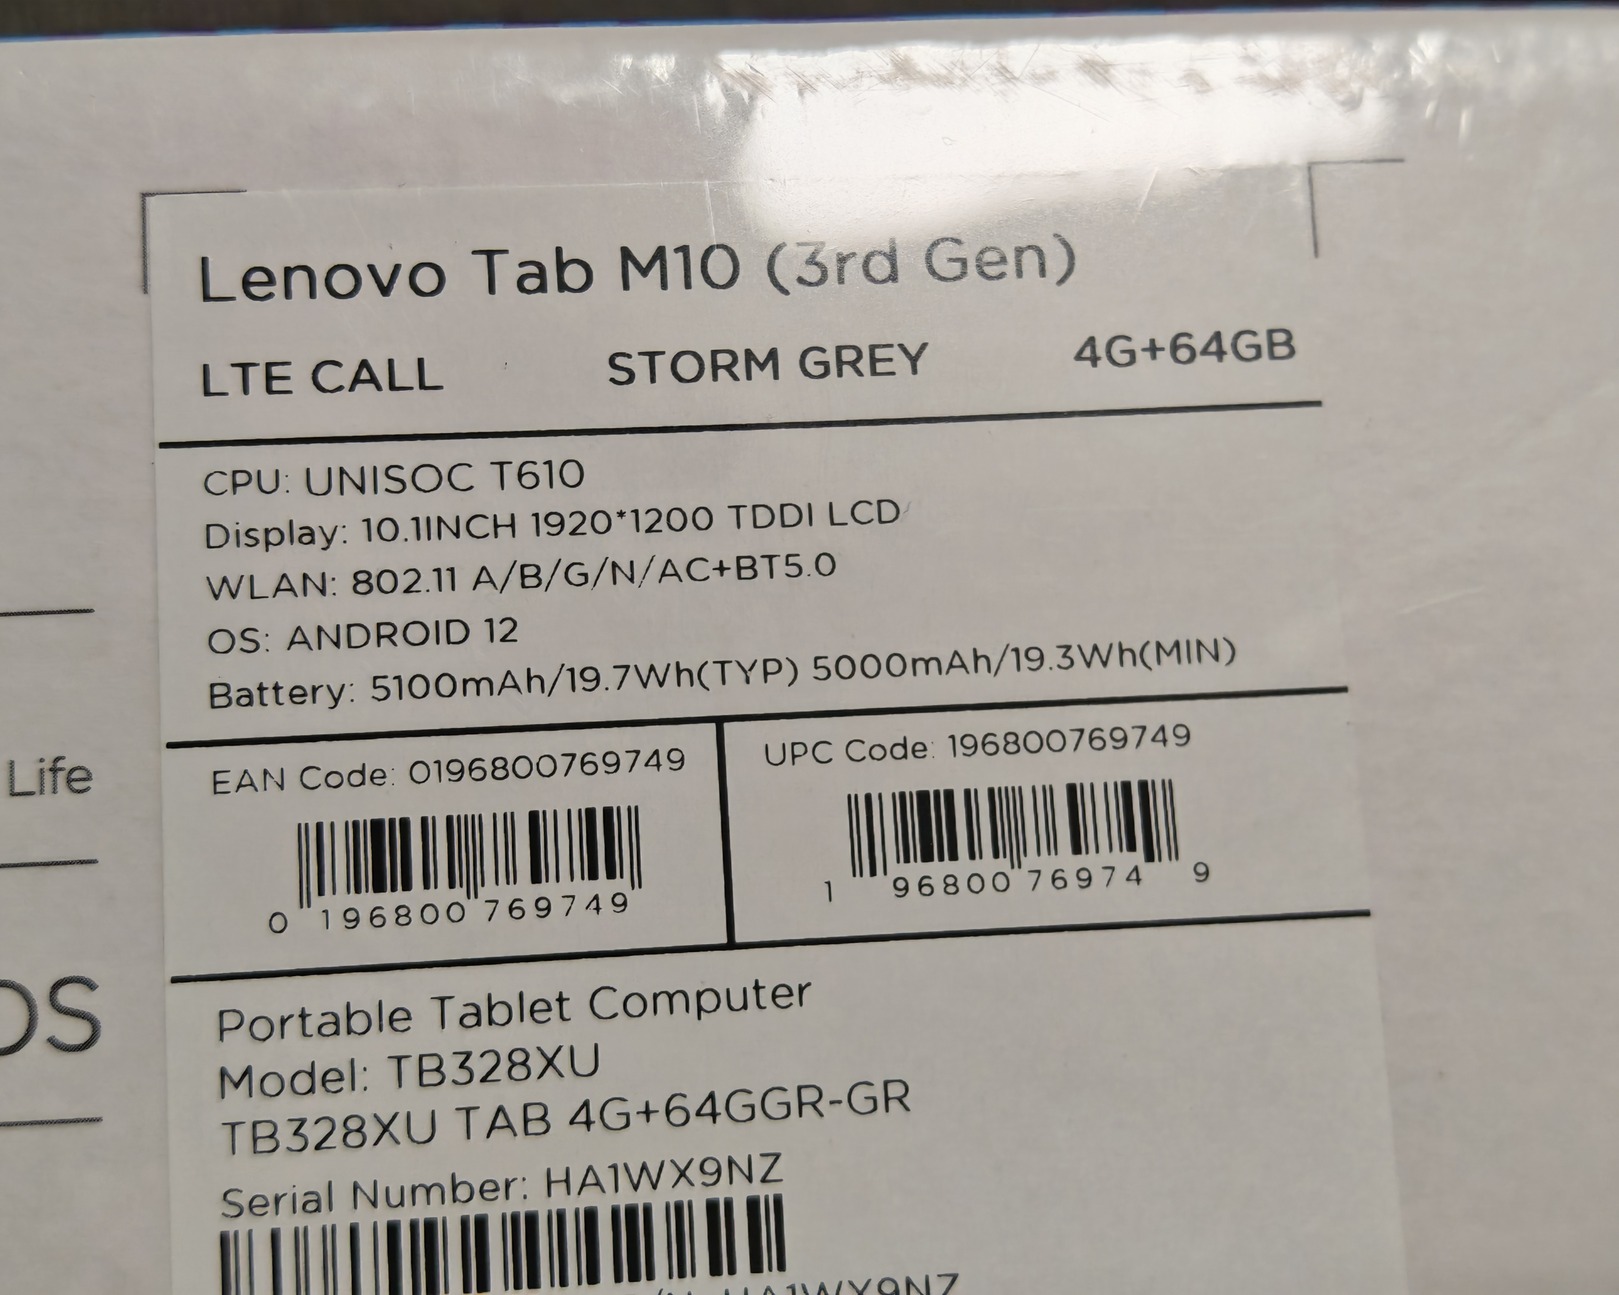 Lenovo Tab M10 (3rd Gen)
LTE CALL STORM GREY 4G+64GB
CPU: UNISOC T610
Display: 10.1INCH 1920*1200 TDDI LCD
WLAN: 802.11 A/B/G/N/AC+BT5.0
OS: ANDROID 12
Battery: 5100mAh/19.7Wh(TYP) 5000mAh/19.3Wh(MIN)
Life
EAN Code: 0196800769749
0 196800 769749
UPC Code: 196800769749
1 96800 76974 9
OS
Portable Tablet Computer
Model: TB328XU
TB328XU TAB 4G+64GGR-GR
Serial Number: HA1WX9NZ
HA1WX9NZ